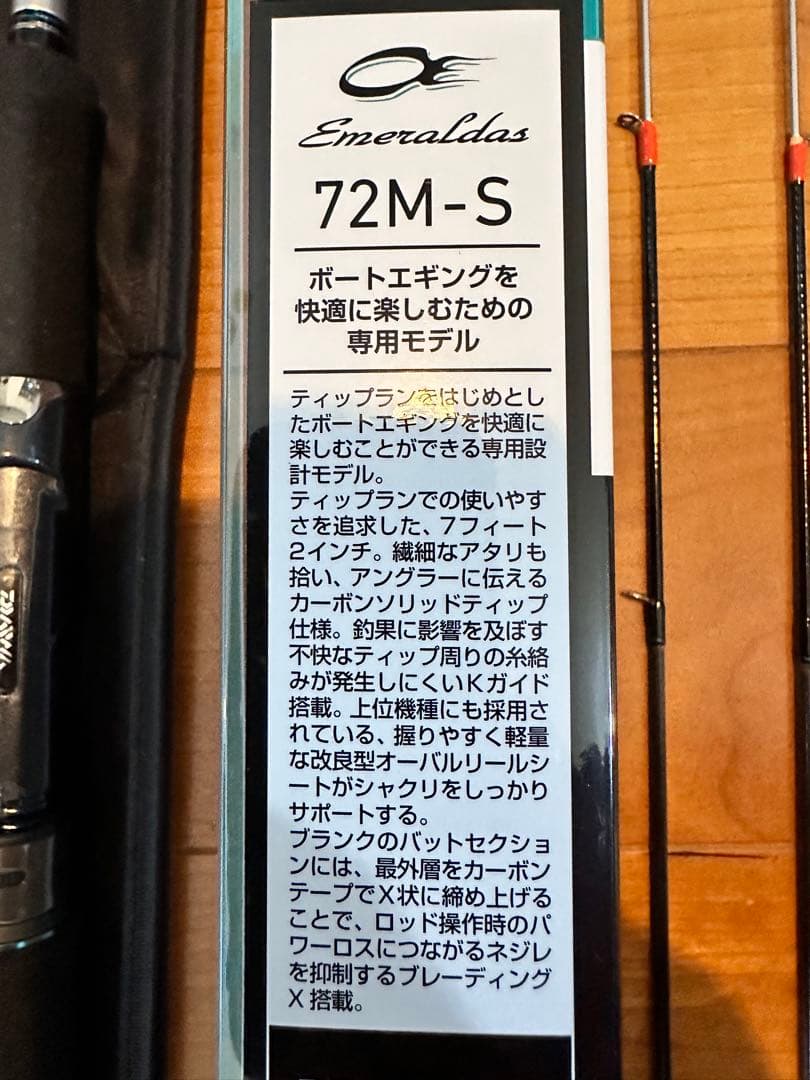 Emeraldas
72M-S
ボートエギングを
快適に楽しむための
専用モデル
ティップランをはじめとし
たボートエギングを快適に
楽しむことができる専用設
計モデル。
ティップランでの使いやす
さを追求した、7フィート
2インチ。繊細なアタリも
拾い、アングラーに伝える
カーボンソリッドティップ
仕様。釣果に影響を及ぼす
不快なティップ周りの糸絡
みが発生しにくいKガイド
搭載。上位機種にも採用さ
れている、握りやすく軽量
な改良型オーバルリールシ
ートがシャクリをしっかり
サポートする。
ブランクのバットセクショ
ンには、最外層をカーボン
テープでX状に締め上げる
ことで、ロッド操作時のパ
ワーロスにつながるネジレ
を抑制するブレーディング
X搭載。
DAIWA